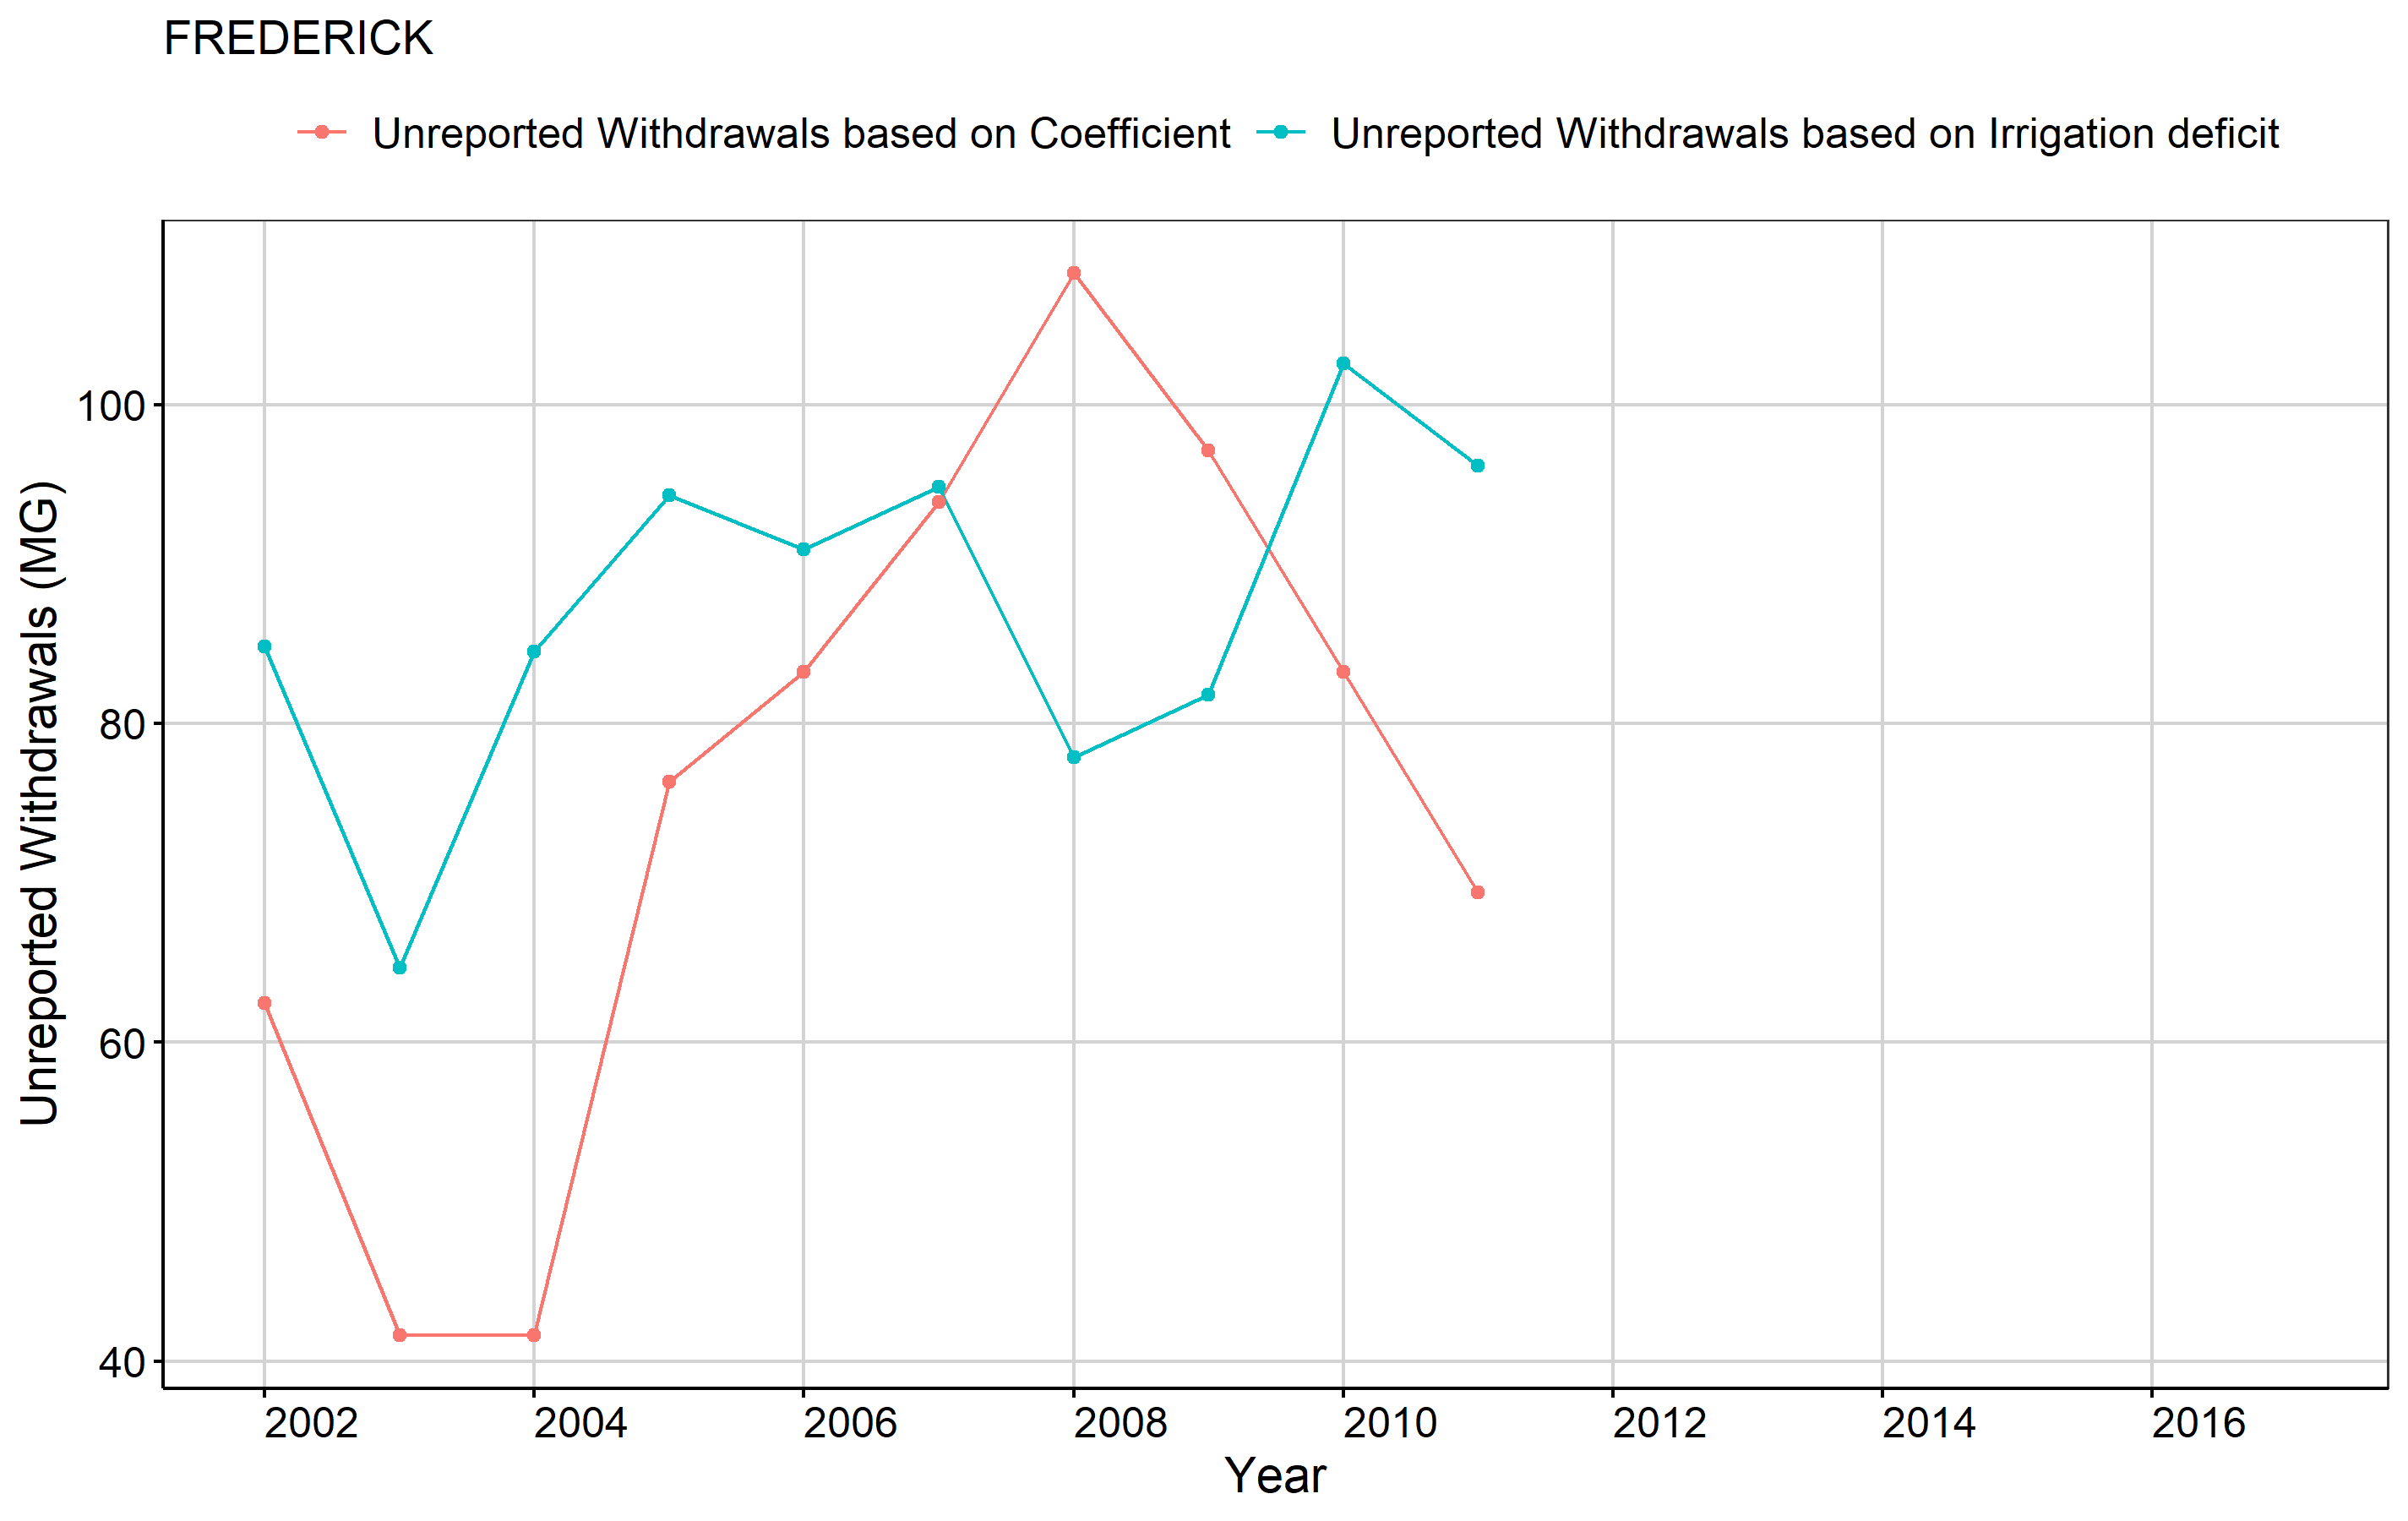 FREDERICK
Unreported Withdrawals based on Coefficient Unreported Withdrawals based on Irrigation deficit
Unreported Withdrawals (MG)
100
80
60
40
2002 2004 2006 2008 2010 2012 2014 2016
Year